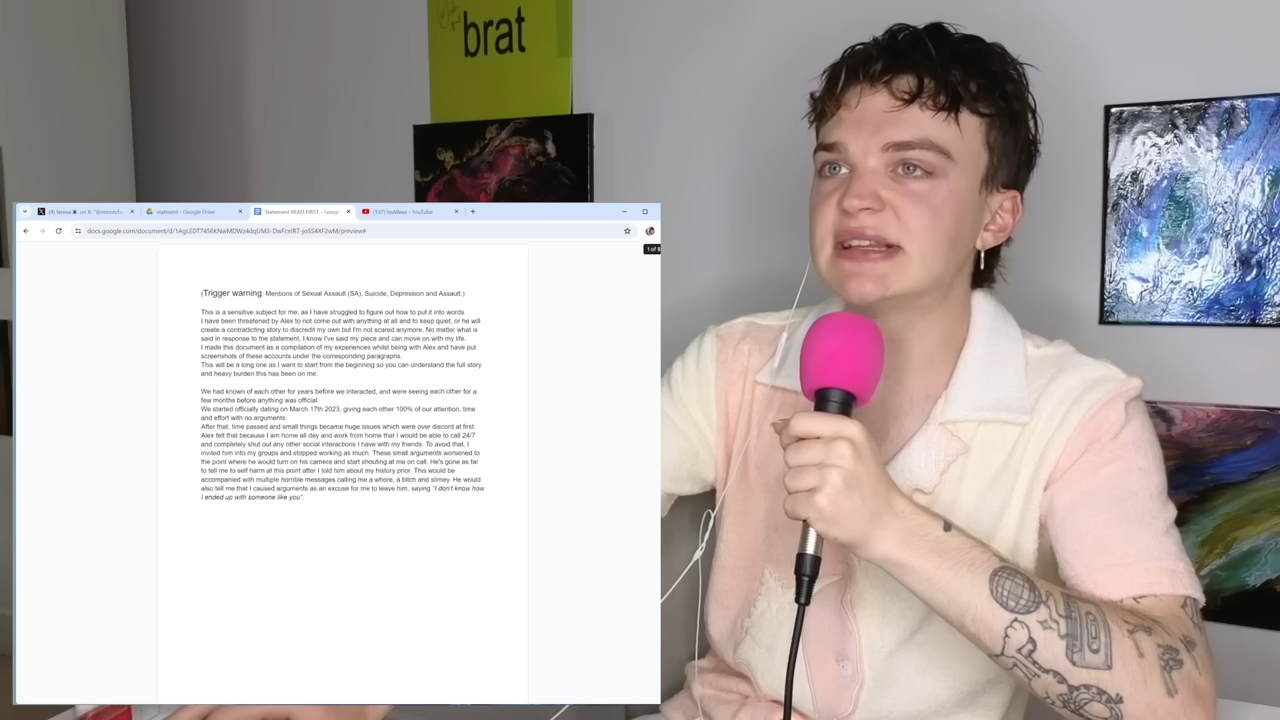 brat
(4) teresa on X: "@
statement - Google Drive
Statement READ FIRST - Goog
(137) ImAllexx - YouTube
docs.google.com/document/d/
/preview#
1 of 8
(Trigger warning: Mentions of Sexual Assault (SA), Suicide, Depression and Assault.)
This is a sensitive subject for me, as I have struggled to figure out how to put it into words.
I have been threatened by Alex to not come out with anything at all and to keep quiet, or he will
create a contradicting story to discredit my own but I'm not scared anymore. No matter what is
said in response to the statement, I know I've said my piece and can move on with my life.
I made this document as a compilation of my experiences whilst being with Alex and have put
screenshots of these accounts under the corresponding paragraphs.
This will be a long one as I want to start from the beginning so you can understand the full story
and heavy burden this has been on me.
We had known of each other for years before we interacted, and were seeing each other for a
few months before anything was official.
We started officially dating on March 17th 2023, giving each other 100% of our attention, time
and effort with no arguments.
After that, time passed and small things became huge issues which were over discord at first.
Alex felt that because I am home all day and work from home that I would be able to call 24/7
and completely shut out any other social interactions I have with my friends. To avoid that, I
invited him into my groups and stopped working as much. These small arguments worsened to
the point where he would turn on his camera and start shouting at me on call. He's gone as far
to tell me to self harm at this point after I told him about my history prior. This would be
accompanied with multiple horrible messages calling me a whore, a bitch and slimey. He would
also tell me that I caused arguments as an excuse for me to leave him, saying "I don't know how
I ended up with someone like you".